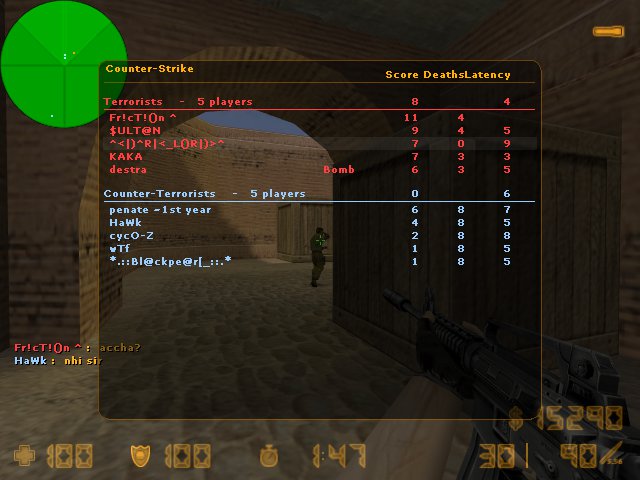 Counter-Strike
Score Deaths Latency
Terrorists - 5 players 8 4
Fr!cT!()n ^ 11 4
$ULT@N 9 4 5
^<|)^R|<_L()R|)>^ 7 0 9
KAKA 7 3 3
destra Bomb 6 3 5
Counter-Terrorists - 5 players 0 6
penate ~1st year 6 8 7
HaWk 4 8 5
cycO-Z 2 8 8
wTf 1 8 5
*.::Bl@ckpe@r[_::.* 1 8 5
Fr!cT!()n ^ : accha?
HaWk : nhi sir
$15290
100 100 1:47 30| 90/ 5.56